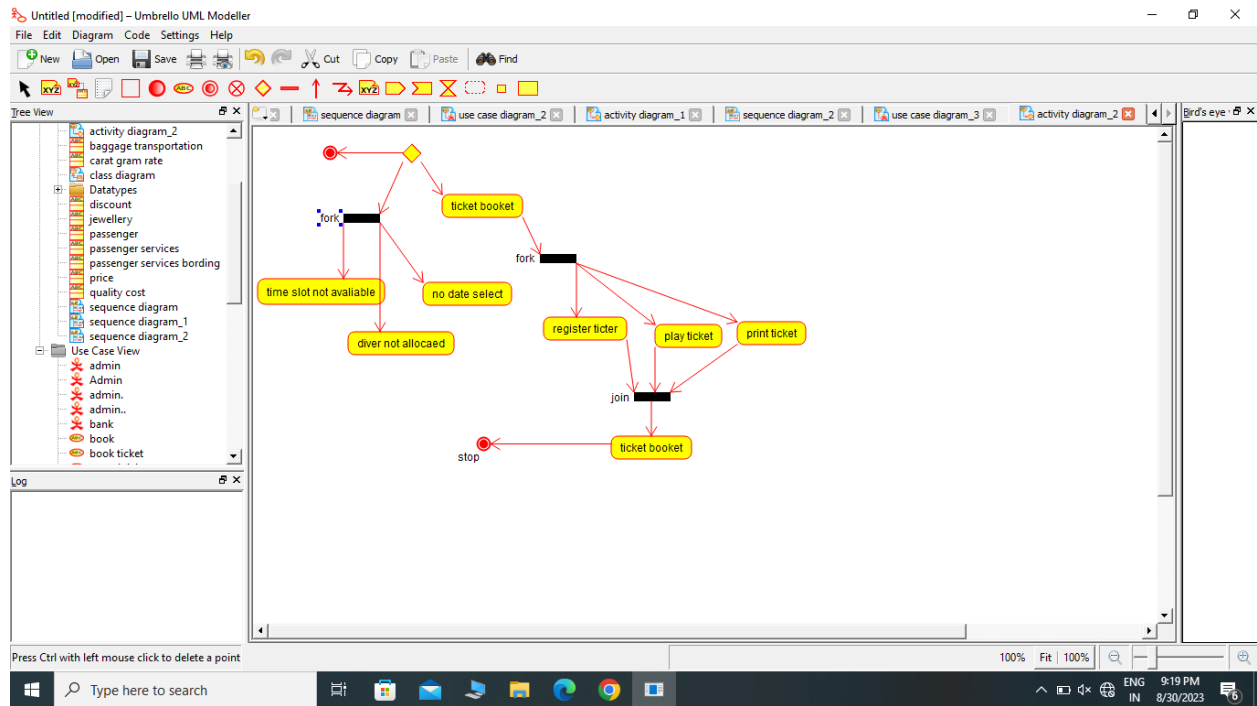 Untitled [modified] – Umbrello UML Modeller
File Edit Diagram Code Settings Help
New Open Save Cut Copy Paste Find
XYZ ABC XYZ
Tree View
sequence diagram use case diagram_2 activity diagram_1 sequence diagram_2 use case diagram_3 activity diagram_2
Bird's eye
activity diagram_2
baggage transportation
carat gram rate
class diagram
Datatypes
discount
jewellery
passenger
passenger services
passenger services bording
price
quality cost
sequence diagram
sequence diagram_1
sequence diagram_2
Use Case View
admin
Admin
admin.
admin..
bank
book
book ticket
Log
ticket booket
fork
fork
time slot not avaliable
no date select
diver not allocaed
register ticter
play ticket
print ticket
join
ticket booket
stop
Press Ctrl with left mouse click to delete a point
100% Fit 100%
Type here to search
ENG
IN
9:19 PM
8/30/2023
6